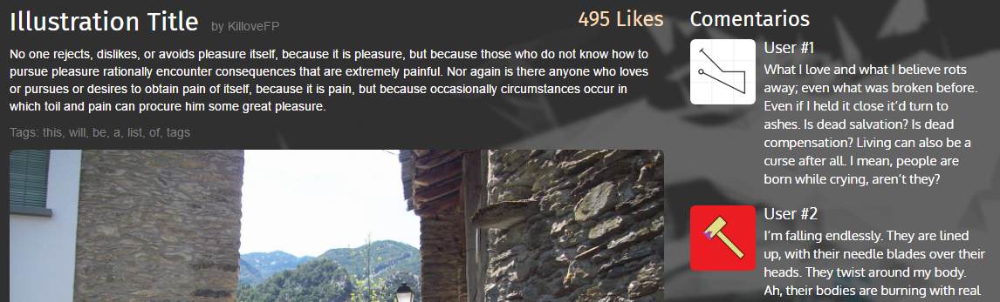 Illustration Title by KilloveFP
495 Likes
No one rejects, dislikes, or avoids pleasure itself, because it is pleasure, but because those who do not know how to
pursue pleasure rationally encounter consequences that are extremely painful. Nor again is there anyone who loves
or pursues or desires to obtain pain of itself, because it is pain, but because occasionally circumstances occur in
which toil and pain can procure him some great pleasure.
Tags: this, will, be, a, list, of, tags
Comentarios
User #1
What I love and what I believe rots
away; even what was broken before.
Even if I held it close it’d turn to
ashes. Is dead salvation? Is dead
compensation? Living can also be a
curse after all. I mean, people are
born while crying, aren’t they?
User #2
I’m falling endlessly. They are lined
up, with their needle blades over their
heads. They twist around my body.
Ah, their bodies are burning with real